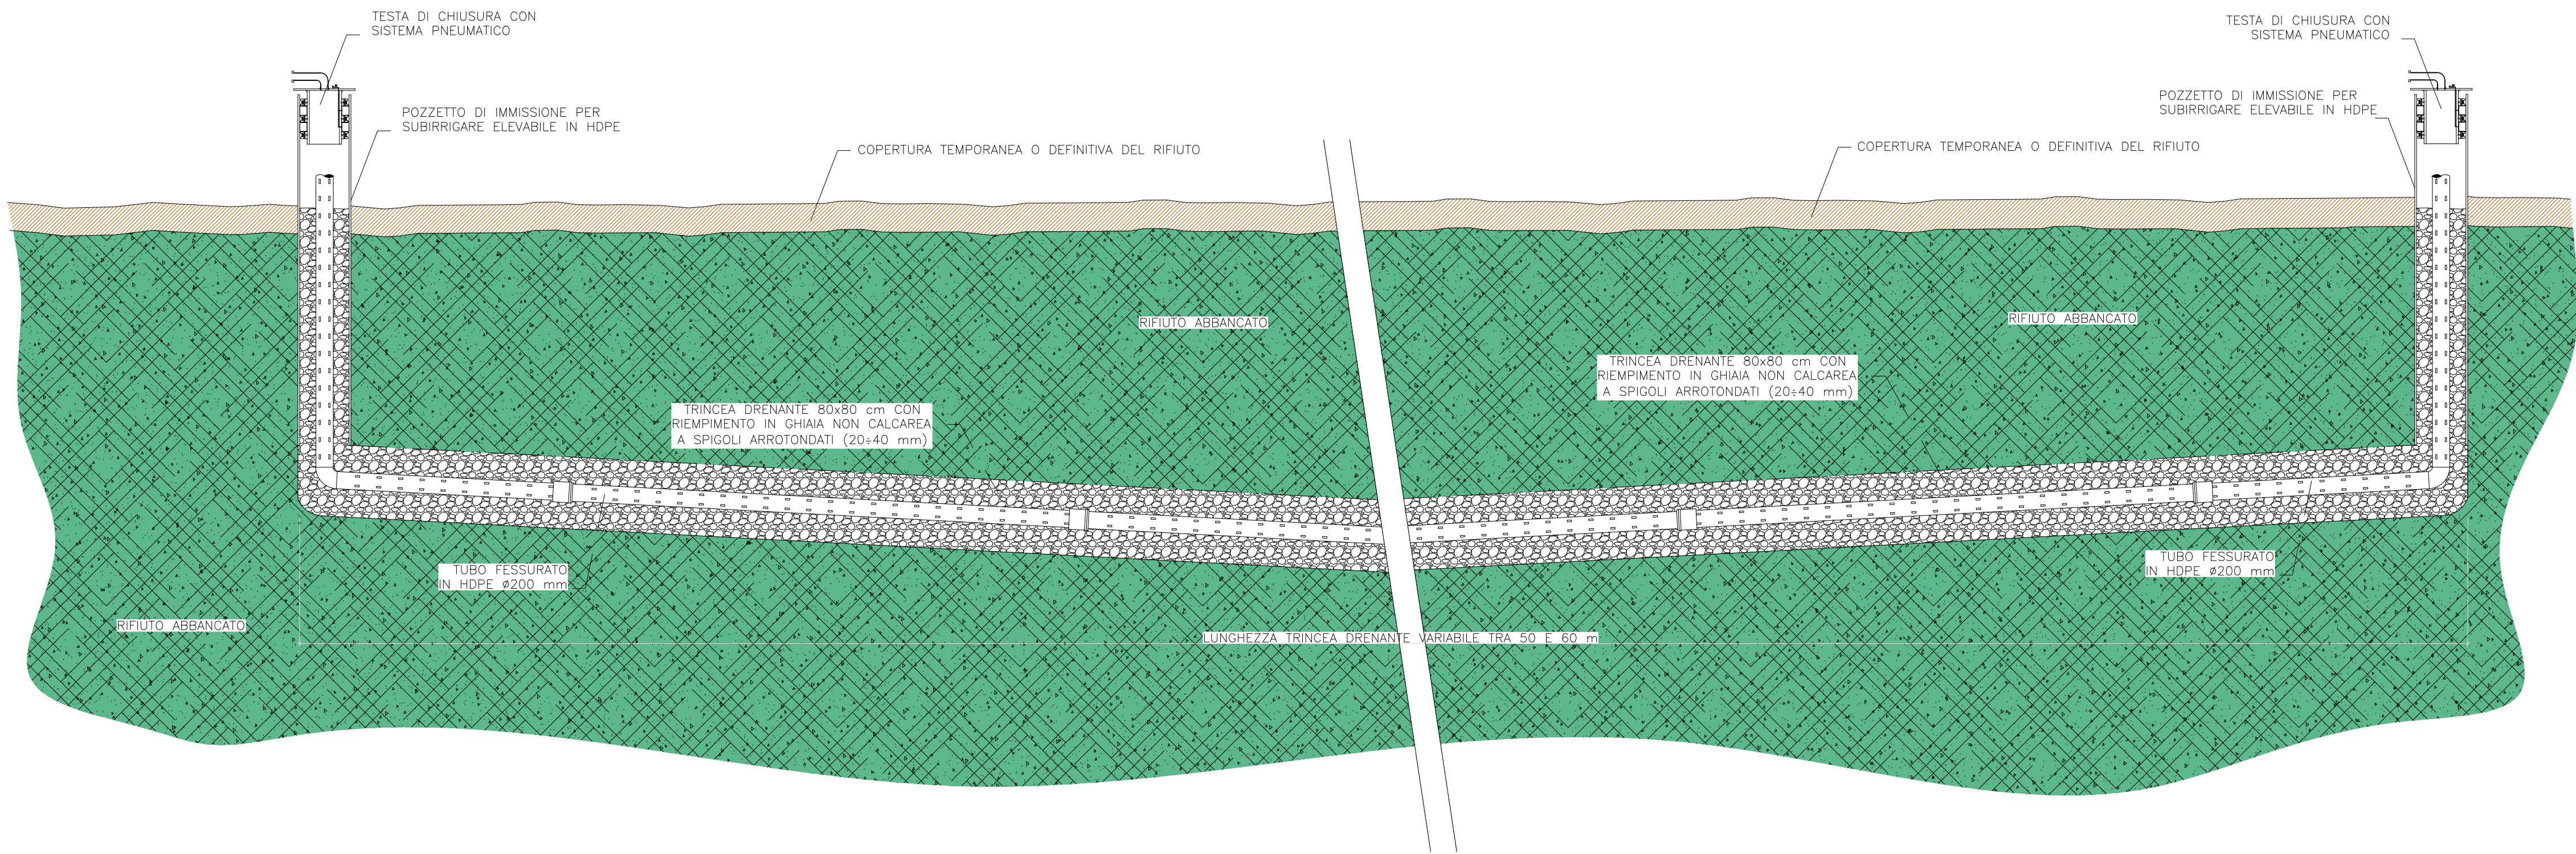 TESTA DI CHIUSURA CON
SISTEMA PNEUMATICO
TESTA DI CHIUSURA CON
SISTEMA PNEUMATICO
POZZETTO DI IMMISSIONE PER
SUBIRRIGARE ELEVABILE IN HDPE
POZZETTO DI IMMISSIONE PER
SUBIRRIGARE ELEVABILE IN HDPE
COPERTURA TEMPORANEA O DEFINITIVA DEL RIFIUTO
COPERTURA TEMPORANEA O DEFINITIVA DEL RIFIUTO
RIFIUTO ABBANCATO
RIFIUTO ABBANCATO
TRINCEA DRENANTE 80x80 cm CON
RIEMPIMENTO IN GHIAIA NON CALCAREA
A SPIGOLI ARROTONDATI (20÷40 mm)
TRINCEA DRENANTE 80x80 cm CON
RIEMPIMENTO IN GHIAIA NON CALCAREA
A SPIGOLI ARROTONDATI (20÷40 mm)
TUBO FESSURATO
IN HDPE Ø200 mm
TUBO FESSURATO
IN HDPE Ø200 mm
RIFIUTO ABBANCATO
LUNGHEZZA TRINCEA DRENANTE VARIABILE TRA 50 E 60 m